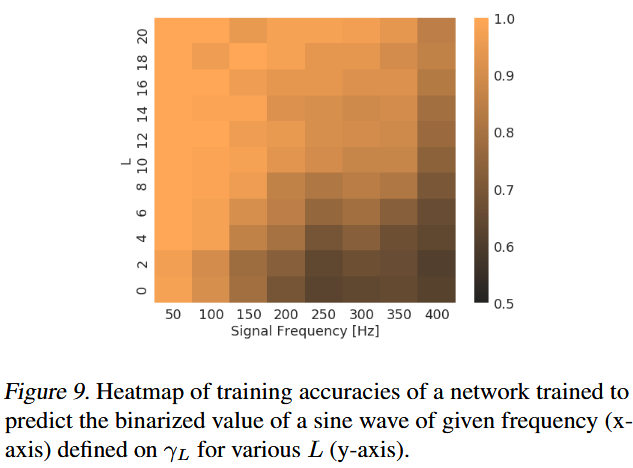 20
18
16
14
12
10
8
6
4
2
0
L
50 100 150 200 250 300 350 400
Signal Frequency [Hz]
1.0
0.9
0.8
0.7
0.6
0.5
Figure 9. Heatmap of training accuracies of a network trained to
predict the binarized value of a sine wave of given frequency (x-
axis) defined on γL for various L (y-axis).